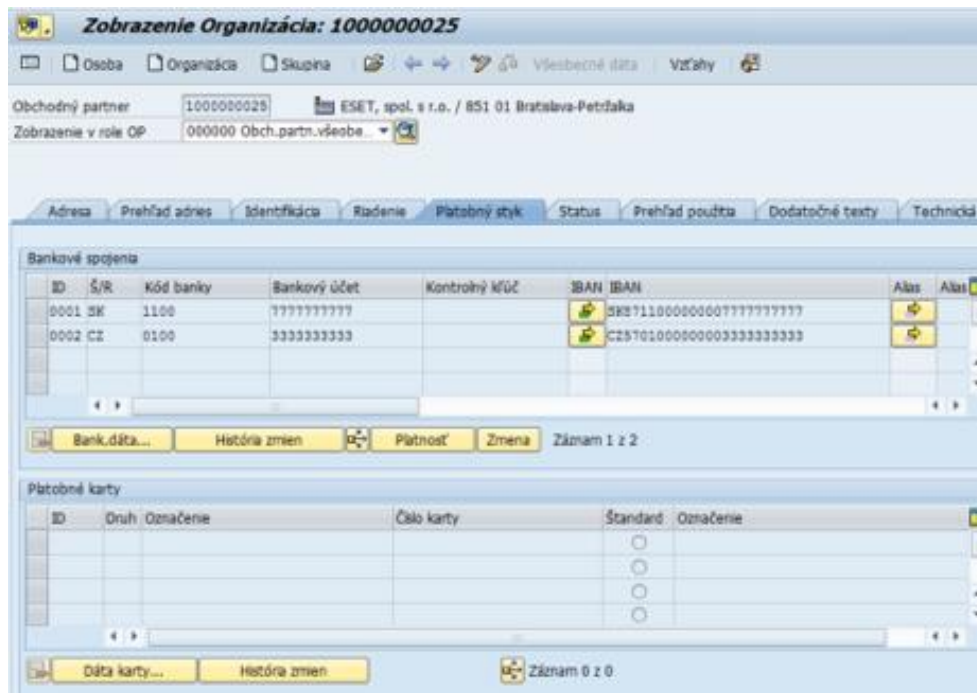 Zobrazenie Organizácia: 1000000025
Osoba Organizácia Skupina Všeobecné dáta Vzťahy
Obchodný partner 1000000025 ESET, spol. s r.o. / 851 01 Bratislava-Petržalka
Zobrazenie v role OP 000000 Obch.partn.všeobe..
Adresa Prehľad adries Identifikácia Riadenie Platobný styk Status Prehľad použitia Dodatočné texty Technická
Bankové spojenia
ID Š/R Kód banky Bankový účet Kontrolný kľúč IBAN IBAN Alias Alias
0001 SK 1100 7777777777 SK8711000000007777777777
0002 CZ 0100 3333333333 CZ5701000000003333333333
Bank.dáta... História zmien Platnosť Zmena Záznam 1 z 2
Platobné karty
ID Druh Označenie Číslo karty Štandard Označenie
Dáta karty... História zmien Záznam 0 z 0